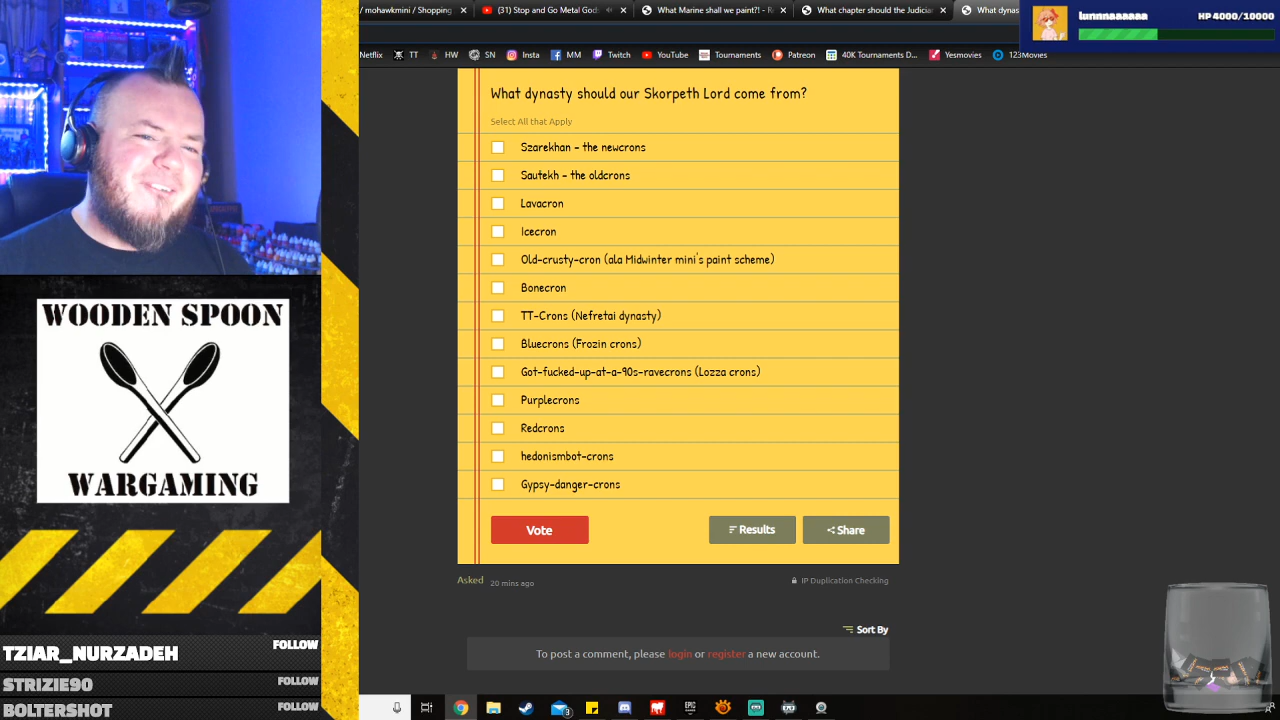 / mohawkmini / Shopping
(31) Stop and Go Metal Gods
What Marine shall we paint?! - R
What chapter should the Judicia
What dynas
lunnnaaaaaa
HP 4000/10000
Netflix
TT
HW
SN
Insta
MM
Twitch
YouTube
Tournaments
Patreon
40K Tournaments D...
Yesmovies
123Movies
What dynasty should our Skorpeth Lord come from?
Select All that Apply
Szarekhan - the newcrons
Sautekh - the oldcrons
Lavacron
Icecron
Old-crusty-cron (ala Midwinter mini's paint scheme)
Bonecron
TT-Crons (Nefretai dynasty)
Bluecrons (Frozin crons)
Got-fucked-up-at-a-90s-ravecrons (Lozza crons)
Purplecrons
Redcrons
hedonismbot-crons
Gypsy-danger-crons
Vote
Results
Share
Asked 20 mins ago
IP Duplication Checking
Sort By
To post a comment, please login or register a new account.
WOODEN SPOON
WARGAMING
TZIAR_NURZADEH FOLLOW
STRIZIE90 FOLLOW
BOLTERSHOT FOLLOW
EPIC
3